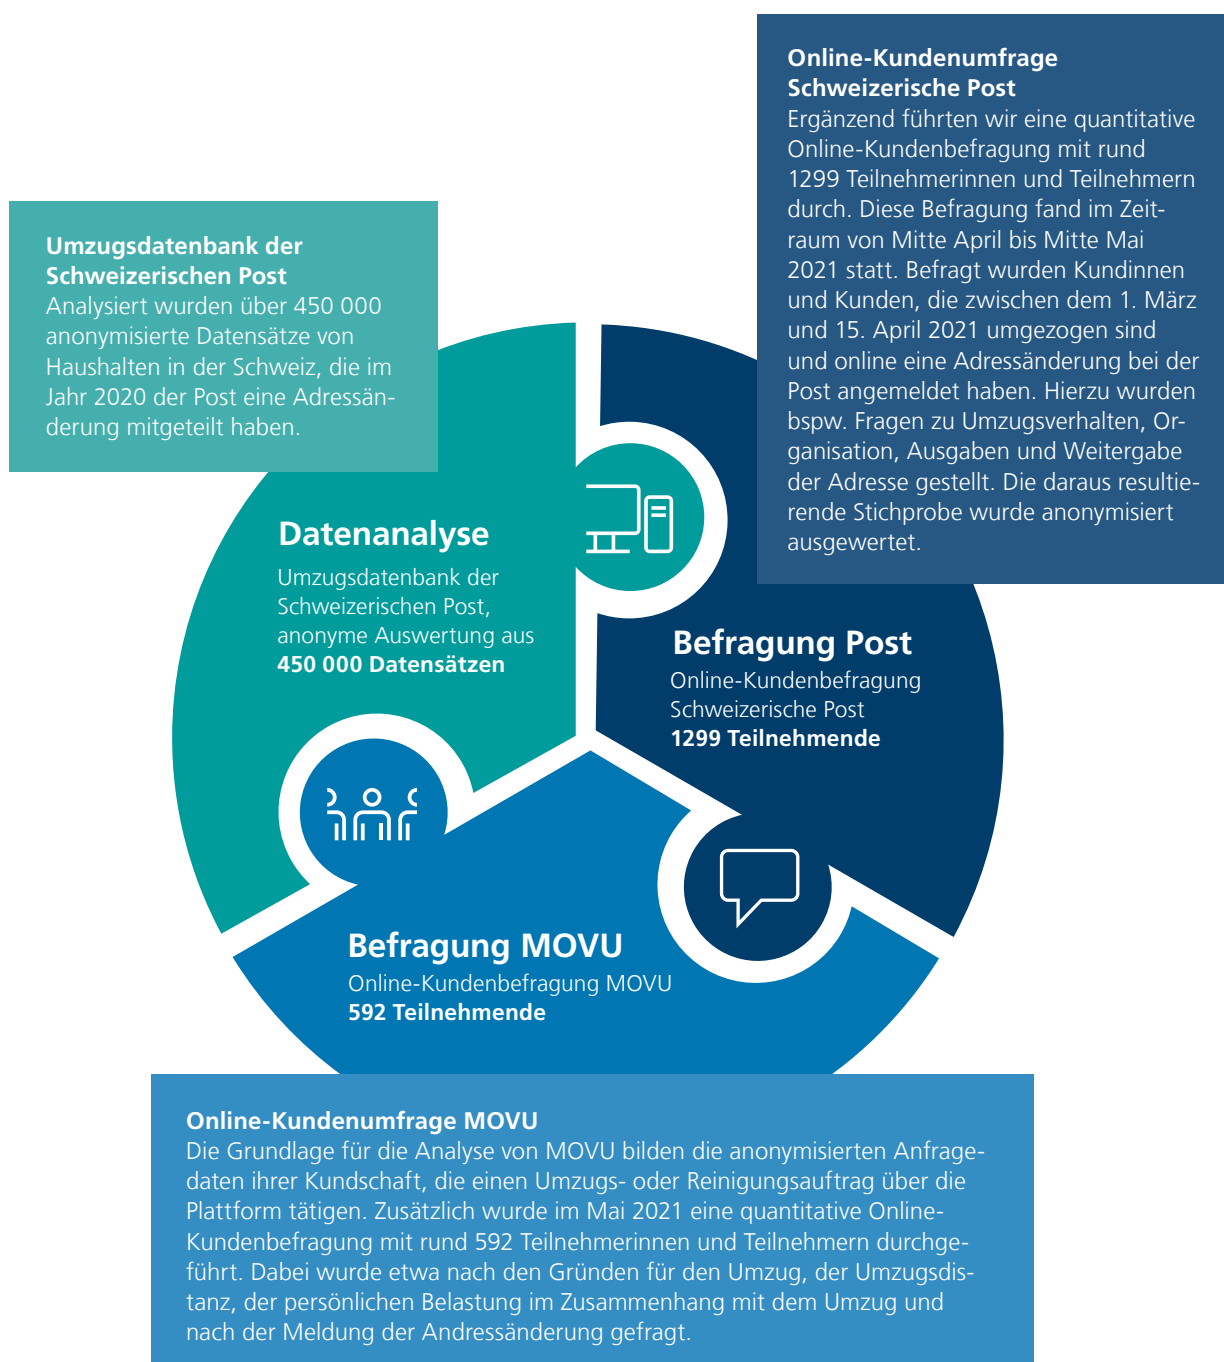 Online-Kundenumfrage
Schweizerische Post
Ergänzend führten wir eine quantitative
Online-Kundenbefragung mit rund
1299 Teilnehmerinnen und Teilnehmern
durch. Diese Befragung fand im Zeit-
raum von Mitte April bis Mitte Mai
2021 statt. Befragt wurden Kundinnen
und Kunden, die zwischen dem 1. März
und 15. April 2021 umgezogen sind
und online eine Adressänderung bei der
Post angemeldet haben. Hierzu wurden
bspw. Fragen zu Umzugsverhalten, Or-
ganisation, Ausgaben und Weitergabe
der Adresse gestellt. Die daraus resultie-
rende Stichprobe wurde anonymisiert
ausgewertet.
Umzugsdatenbank der
Schweizerischen Post
Analysiert wurden über 450 000
anonymisierte Datensätze von
Haushalten in der Schweiz, die im
Jahr 2020 der Post eine Adressän-
derung mitgeteilt haben.
Datenanalyse
Umzugsdatenbank der
Schweizerischen Post,
anonyme Auswertung aus
450 000 Datensätzen
Befragung Post
Online-Kundenbefragung
Schweizerische Post
1299 Teilnehmende
Befragung MOVU
Online-Kundenbefragung MOVU
592 Teilnehmende
Online-Kundenumfrage MOVU
Die Grundlage für die Analyse von MOVU bilden die anonymisierten Anfrage-
daten ihrer Kundschaft, die einen Umzugs- oder Reinigungsauftrag über die
Plattform tätigen. Zusätzlich wurde im Mai 2021 eine quantitative Online-
Kundenbefragung mit rund 592 Teilnehmerinnen und Teilnehmern durchge-
führt. Dabei wurde etwa nach den Gründen für den Umzug, der Umzugsdis-
tanz, der persönlichen Belastung im Zusammenhang mit dem Umzug und
nach der Meldung der Andressänderung gefragt.